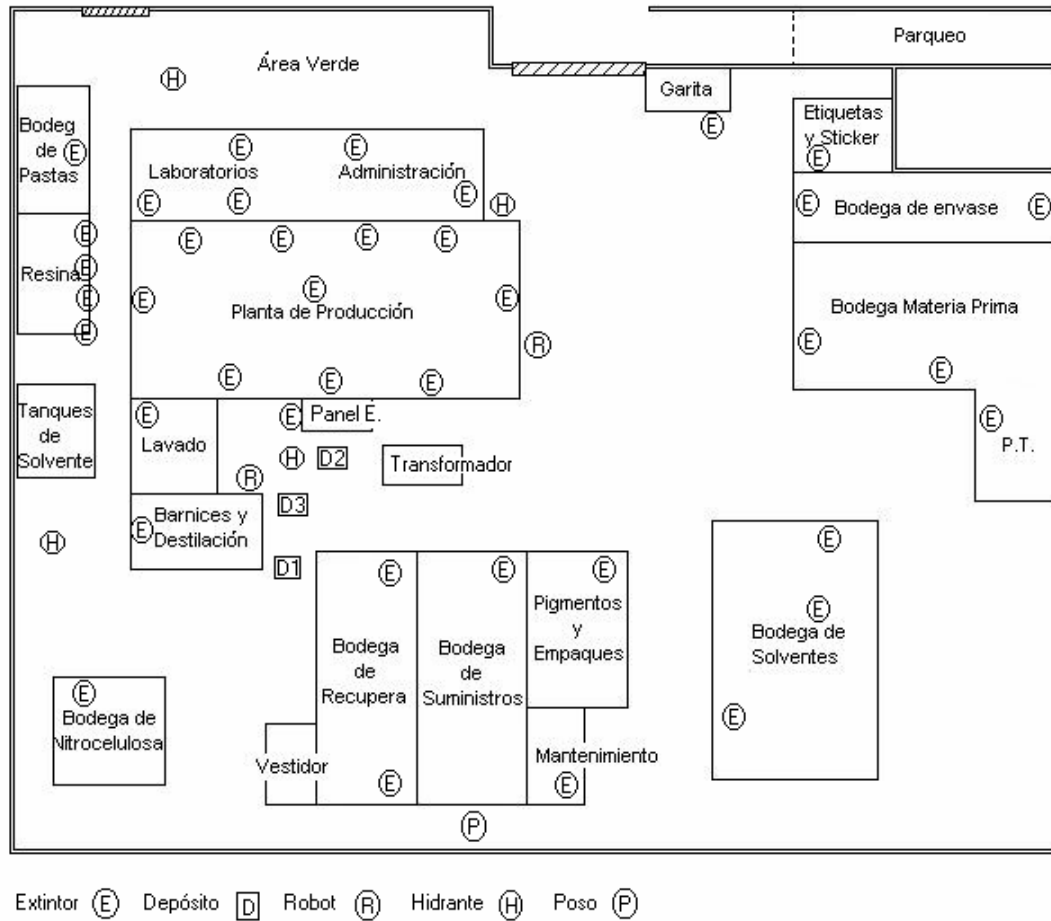 Parqueo
Área Verde
H
Garita
E
Etiquetas
y Sticker
E
Bodeg
de
E
Pastas
E
E
Laboratorios
Administración
E
E
E
H
E
Bodega de envase
E
E
E
E
E
E
E
E
E
Resina
E
E
E
Planta de Producción
E
Bodega Materia Prima
R
E
E
E
E
E
Tanques
de
Solvente
E
Lavado
E
Panel E.
E
P.T.
H
D2
Transformador
R
D3
Barnices y
E
Destilación
H
D1
E
E
E
Pigmentos
y
Empaques
E
E
Bodega de
Solventes
Bodega
de
Recupera
Bodega
de
Suministros
E
Bodega de
Nitrocelulosa
E
Vestidor
Mantenimiento
E
E
P
Extintor E Depósito D Robot R Hidrante H Poso P